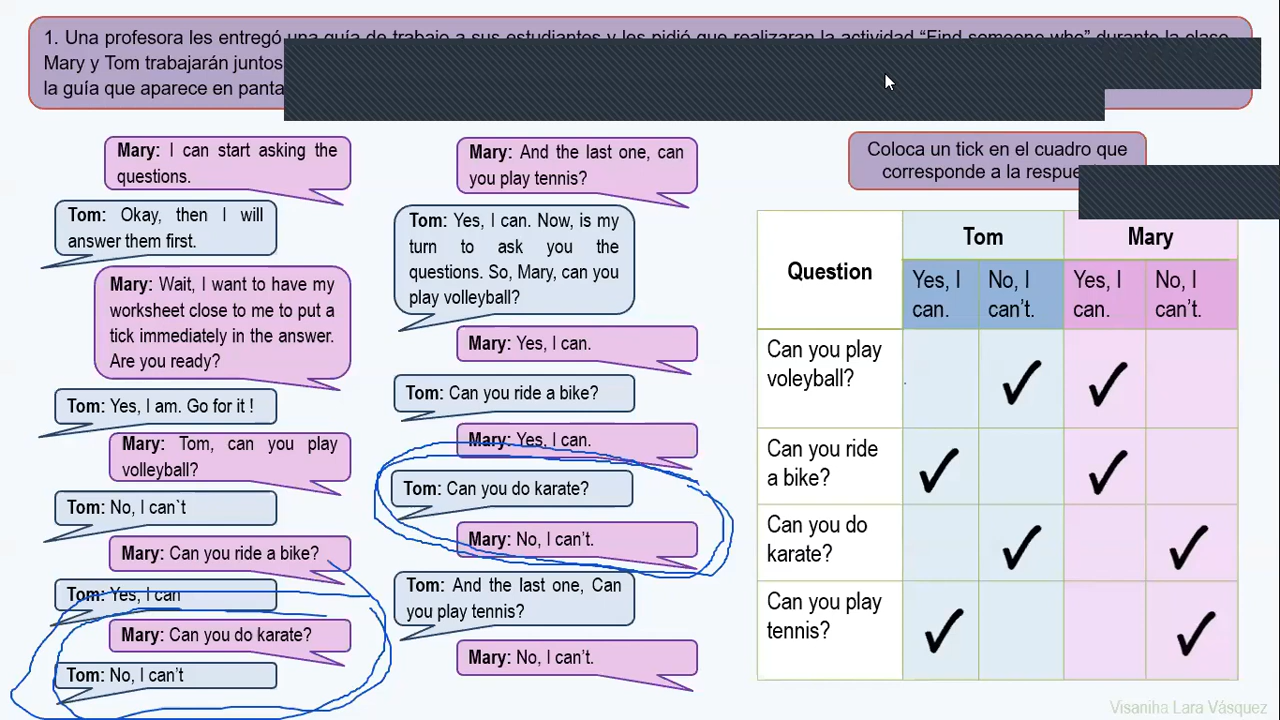 1. Una profesora les entregó una guía de trabajo a sus estudiantes y les pidió que realizaran la actividad “Find someone who” durante la clase.
Mary y Tom trabajarán juntos
la guía que aparece en panta
Mary: I can start asking the
questions.
Tom: Okay, then I will
answer them first.
Mary: Wait, I want to have my
worksheet close to me to put a
tick immediately in the answer.
Are you ready?
Tom: Yes, I am. Go for it !
Mary: Tom, can you play
volleyball?
Tom: No, I can`t
Mary: Can you ride a bike?
Tom: Yes, I can
Mary: Can you do karate?
Tom: No, I can’t
Mary: And the last one, can
you play tennis?
Tom: Yes, I can. Now, is my
turn to ask you the
questions. So, Mary, can you
play volleyball?
Mary: Yes, I can.
Tom: Can you ride a bike?
Mary: Yes, I can.
Tom: Can you do karate?
Mary: No, I can’t.
Tom: And the last one, Can
you play tennis?
Mary: No, I can’t.
Coloca un tick en el cuadro que
corresponde a la respue
Question
Tom
Mary
Yes, I
can.
No, I
can’t.
Yes, I
can.
No, I
can’t.
Can you play
voleyball?
Can you ride
a bike?
Can you do
karate?
Can you play
tennis?
Visaniha Lara Vásquez